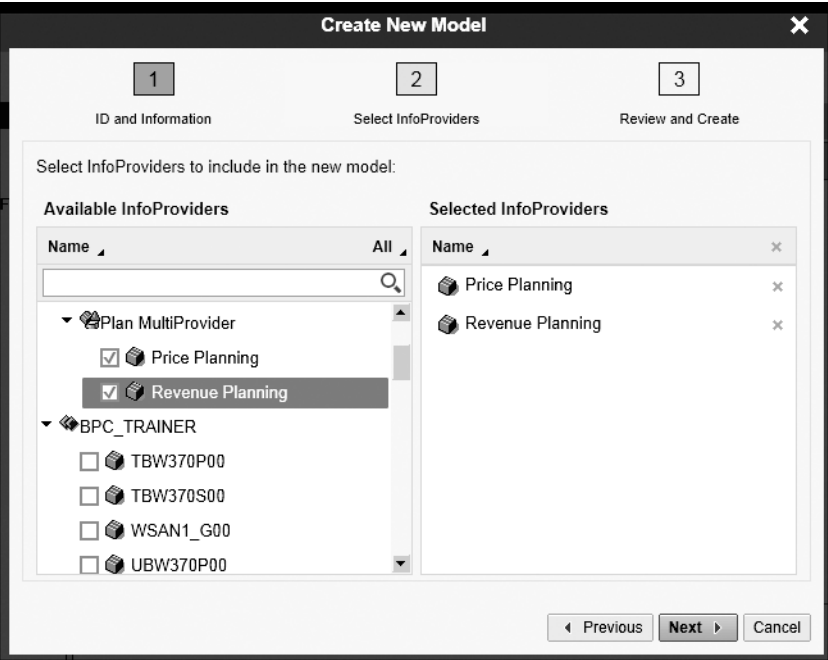 Create New Model
1
2
3
ID and Information
Select InfoProviders
Review and Create
Select InfoProviders to include in the new model:
Available InfoProviders
Selected InfoProviders
Name
All
Name
Plan MultiProvider
Price Planning
Revenue Planning
BPC_TRAINER
TBW370P00
TBW370S00
WSAN1_G00
UBW370P00
Price Planning
Revenue Planning
Previous
Next
Cancel